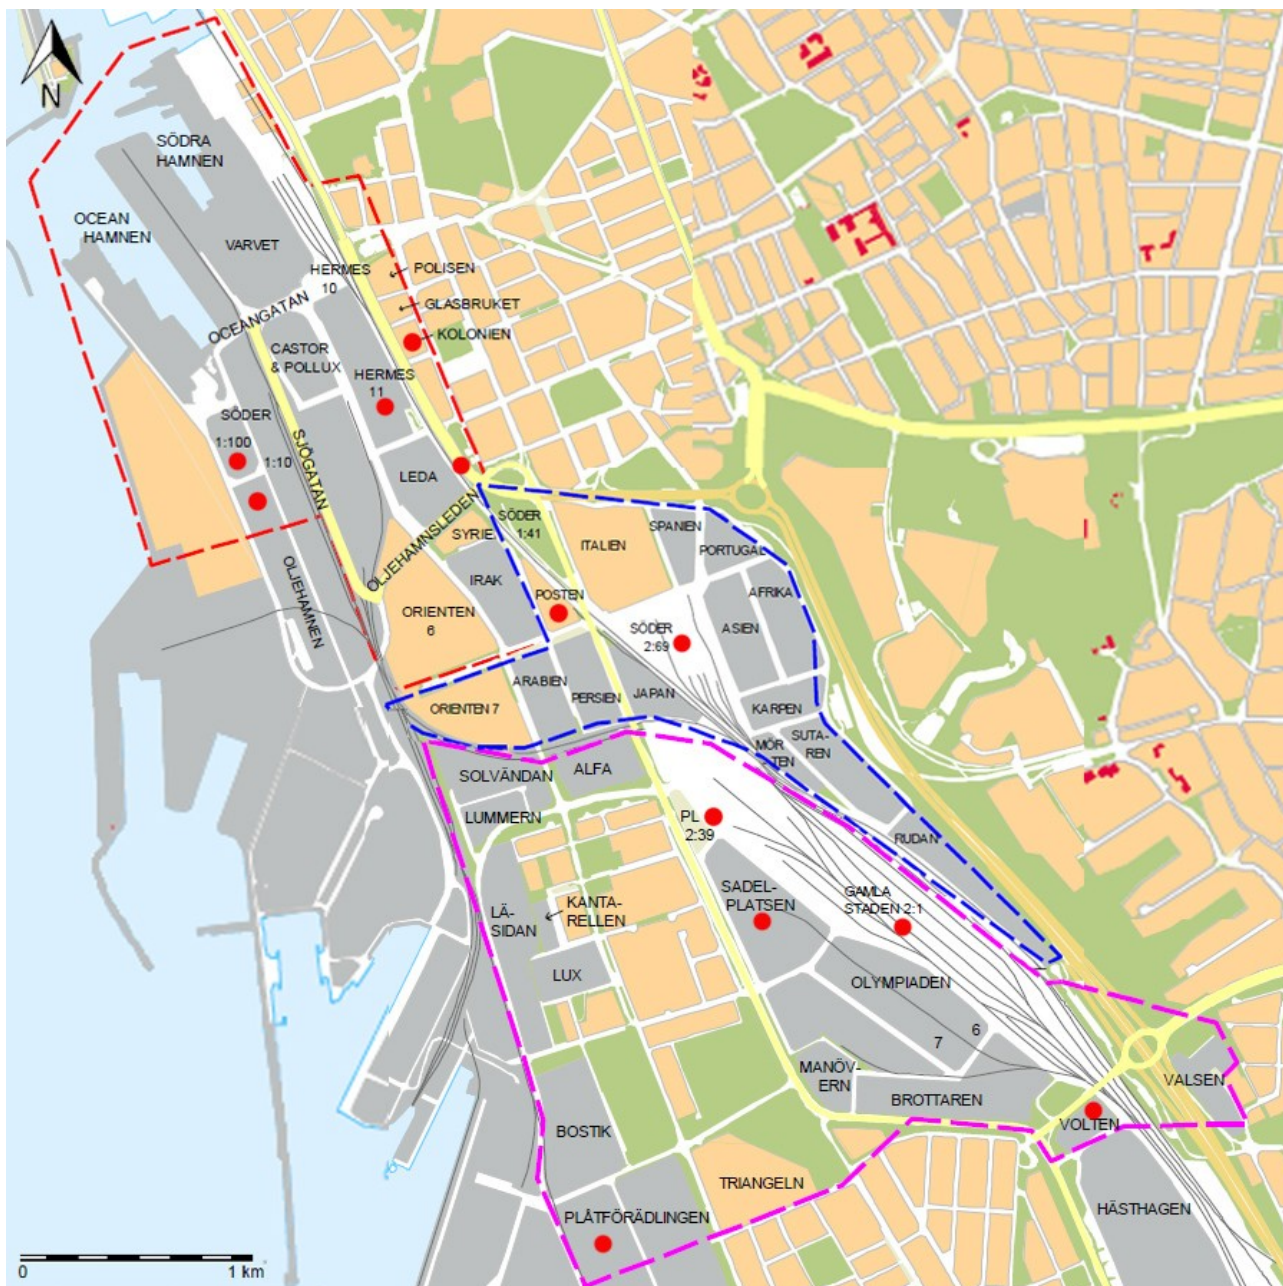 N
SÖDRA
HAMNEN
OCEAN
HAMNEN
VARVET
HERMES
10
POLISEN
GLASBRUKET
KOLONIEN
OCEANGATAN
CASTOR
& POLLUX
HERMES
11
SÖDER
1:100
1:10
SJÖGATAN
LEDA
OLJEHAMNSLEDEN
SÖDER
1:41
SYRIE
IRAK
ITALIEN
SPANIEN
PORTUGAL
AFRIKA
ASIEN
OLJEHAMNEN
ORIENTEN
6
POSTEN
SÖDER
2:69
ARABIEN
PERSIEN
JAPAN
KARPEN
ORIENTEN 7
MÖR
TEN
SUTA-
REN
SOLVÄNDAN
ALFA
LUMMERN
PL
2:39
RUDAN
SADEL-
PLATSEN
GAMLA
STADEN 2:1
LÄ-
SIDAN
KANTA-
RELLEN
LUX
OLYMPIADEN
6
7
MANÖV-
ERN
BROTTAREN
VALSEN
VOLTEN
BOSTIK
TRIANGELN
HÄSTHAGEN
PLÅTFÖRÄDLINGEN
0
1 km